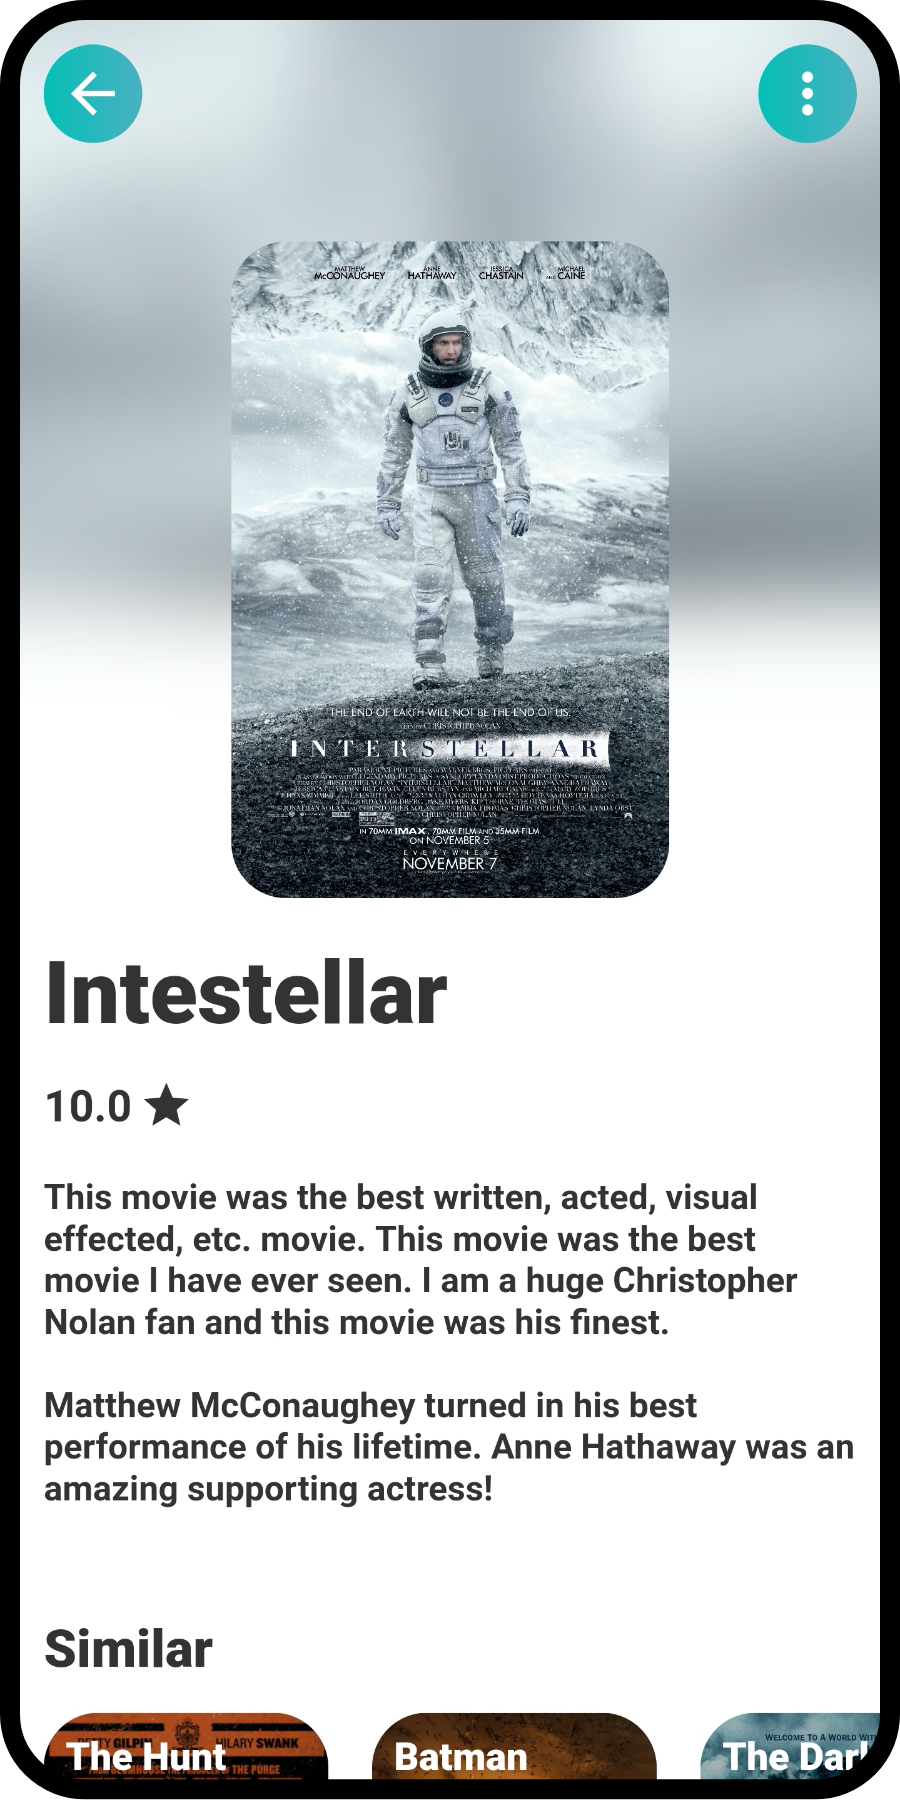 MATTHEW McCONAUGHEY ANNE HATHAWAY JESSICA CHASTAIN AND MICHAEL CAINE
THE END OF EARTH WILL NOT BE THE END OF US.
CHRISTOPHER NOLAN
INTERSTELLAR
IN 70MM IMAX, 70MM FILM AND 35MM FILM
ON NOVEMBER 5
EVERYWHERE
NOVEMBER 7
Intestellar
10.0
This movie was the best written, acted, visual
effected, etc. movie. This movie was the best
movie I have ever seen. I am a huge Christopher
Nolan fan and this movie was his finest.
Matthew McConaughey turned in his best
performance of his lifetime. Anne Hathaway was an
amazing supporting actress!
Similar
GILPIN HILARY SWANK
The Hunt
THE PURGE
WELCOME TO A WORLD
Batman
The Dar